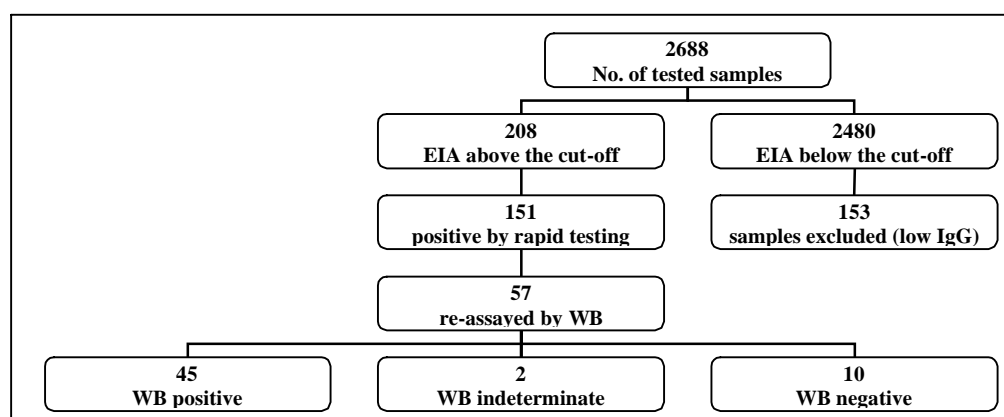 2688
No. of tested samples
208
EIA above the cut-off
2480
EIA below the cut-off
151
positive by rapid testing
153
samples excluded (low IgG)
57
re-assayed by WB
45
WB positive
2
WB indeterminate
10
WB negative